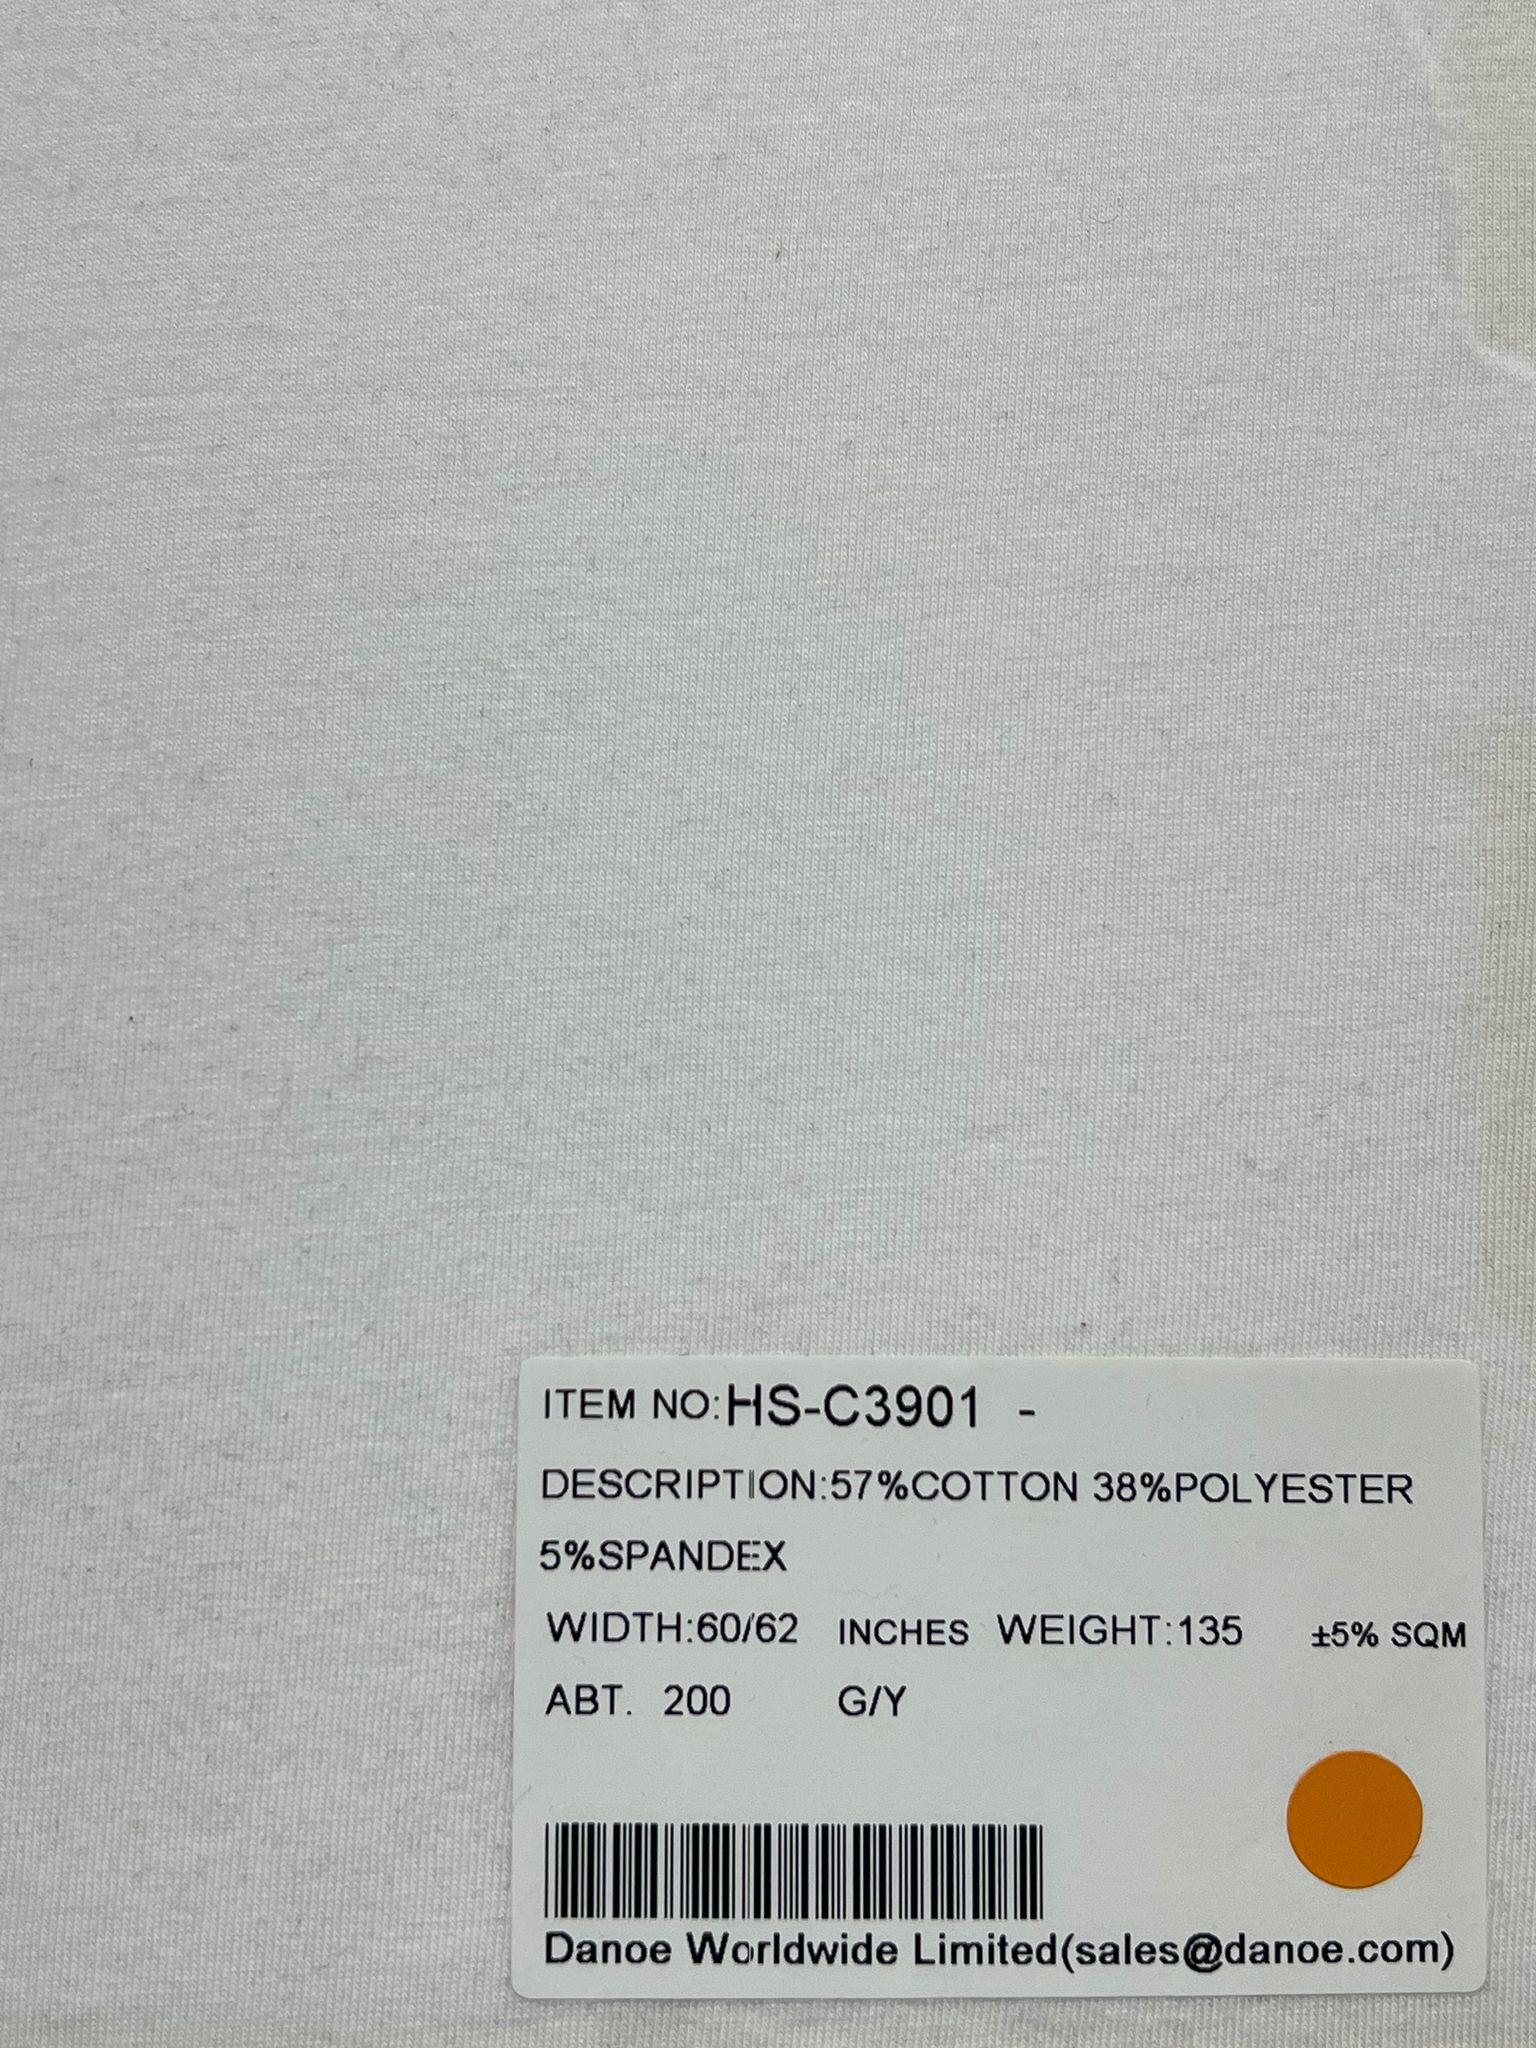 ITEM NO:HS-C3901 -
DESCRIPTION:57%COTTON 38%POLYESTER
5%SPANDEX
WIDTH:60/62 INCHES WEIGHT:135 ±5% SQM
ABT. 200 G/Y
Danoe Worldwide Limited(sales@danoe.com)